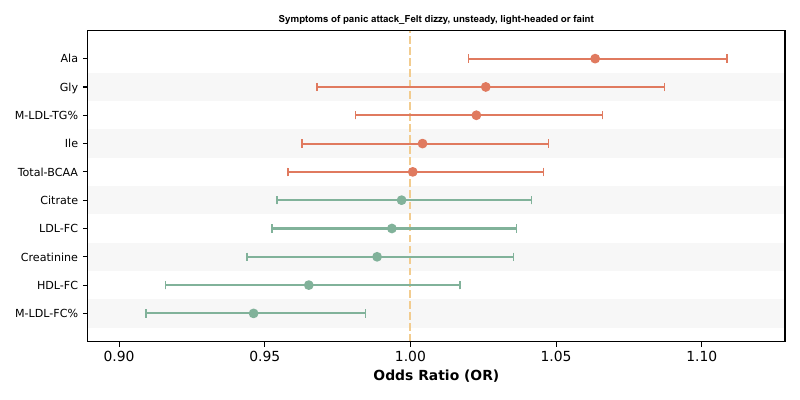 Symptoms of panic attack_Felt dizzy, unsteady, light-headed or faint
Ala
Gly
M-LDL-TG%
Ile
Total-BCAA
Citrate
LDL-FC
Creatinine
HDL-FC
M-LDL-FC%
0.90 0.95 1.00 1.05 1.10
Odds Ratio (OR)